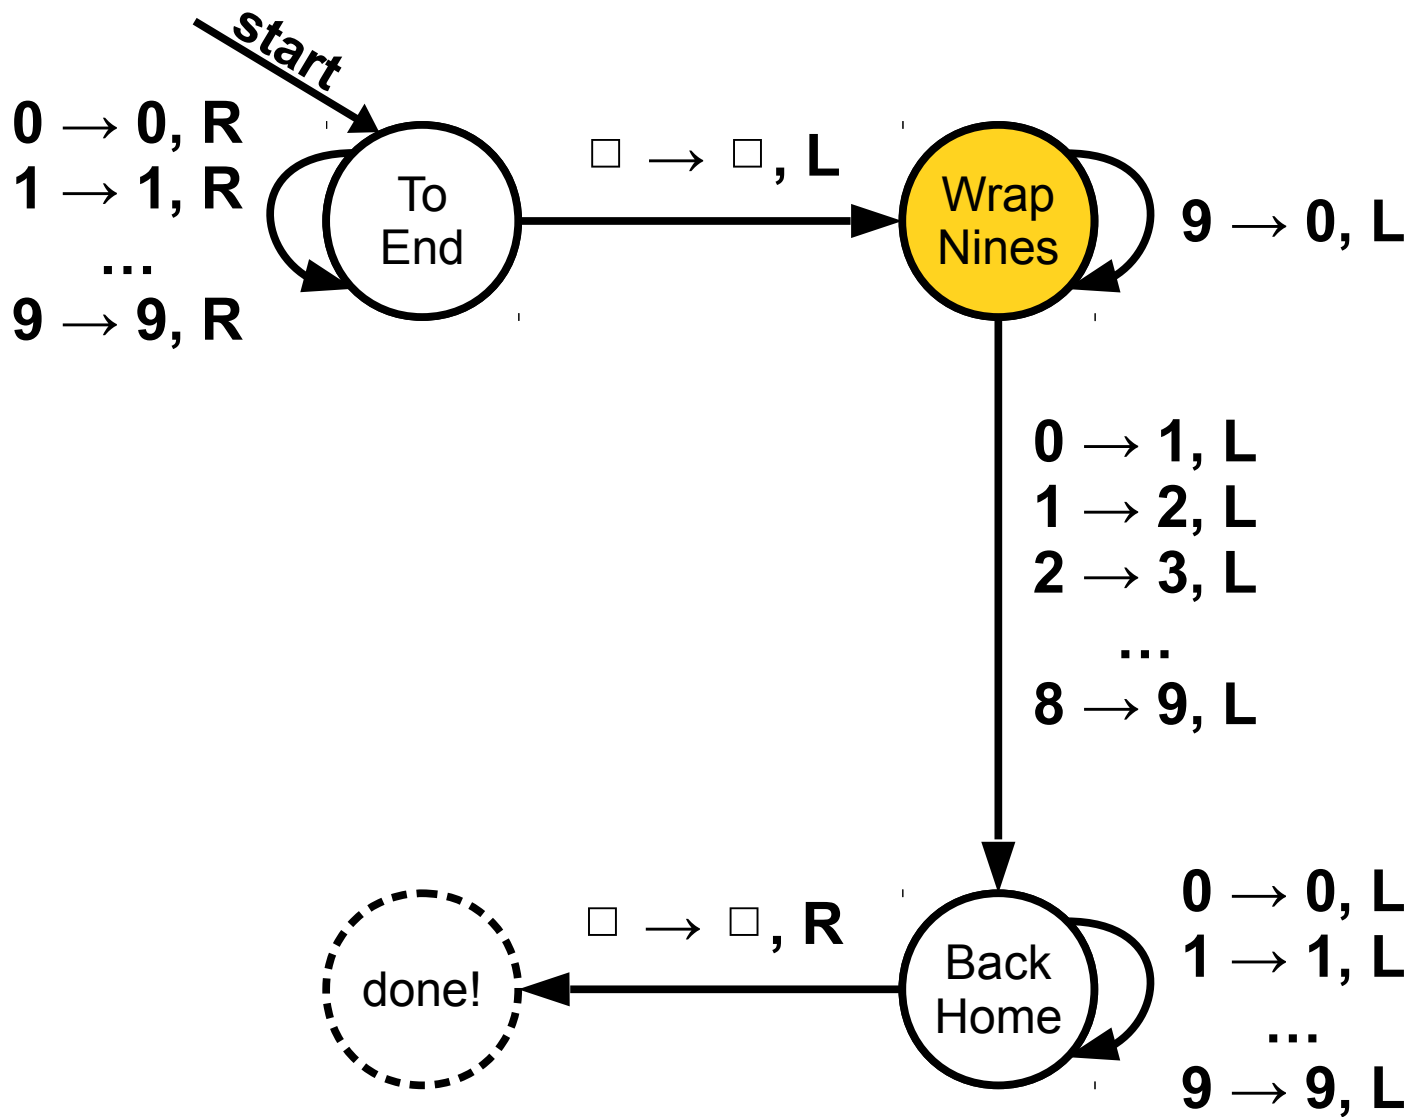 start
0 → 0, R
1 → 1, R
...
9 → 9, R
To
End
□ → □, L
Wrap
Nines
9 → 0, L
0 → 1, L
1 → 2, L
2 → 3, L
...
8 → 9, L
done!
□ → □, R
Back
Home
0 → 0, L
1 → 1, L
...
9 → 9, L